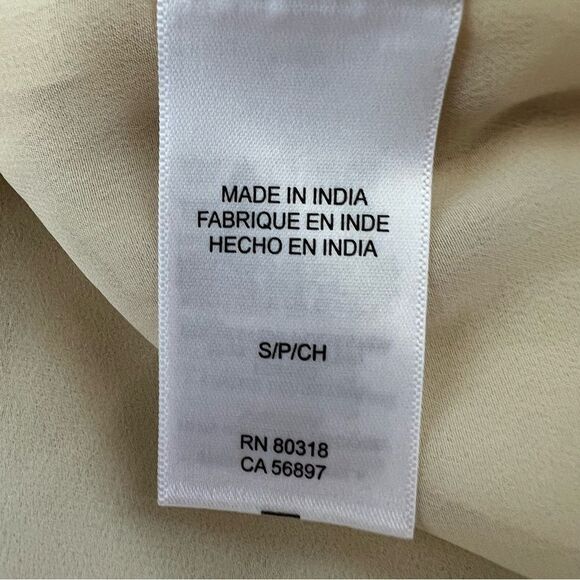 MADE IN INDIA
FABRIQUE EN INDE
HECHO EN INDIA
S/P/CH
RN 80318
CA 56897